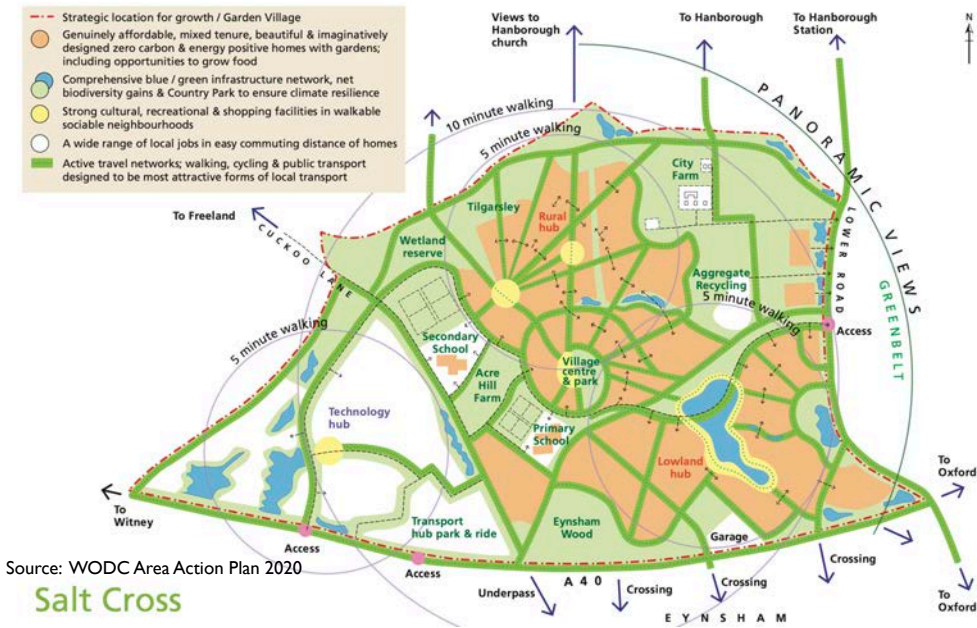 Strategic location for growth / Garden Village
Genuinely affordable, mixed tenure, beautiful & imaginatively
designed zero carbon & energy positive homes with gardens;
including opportunities to grow food
Comprehensive blue / green infrastructure network, net
biodiversity gains & Country Park to ensure climate resilience
Strong cultural, recreational & shopping facilities in walkable
sociable neighbourhoods
A wide range of local jobs in easy commuting distance of homes
Active travel networks; walking, cycling & public transport
designed to be most attractive forms of local transport
Views to
Hanborough
church
To Hanborough
To Hanborough
Station
N
PANORAMIC VIEWS
GREENBELT
10 minute walking
5 minute walking
City
Farm
Tilgarsley
Rural
hub
To Freeland
CUCKOO LANE
Wetland
reserve
LOWER ROAD
Aggregate
Recycling
5 minute walking
Access
5 minute walking
Secondary
School
Acre
Hill
Farm
Village
centre
& park
Technology
hub
Primary
School
Lowland
hub
To
Witney
Transport
hub park & ride
Eynsham
Wood
Garage
To
Oxford
Access
Access
Crossing
Source: WODC Area Action Plan 2020
A40
Underpass
Crossing
Crossing
To
Oxford
Salt Cross
EYNSHAM